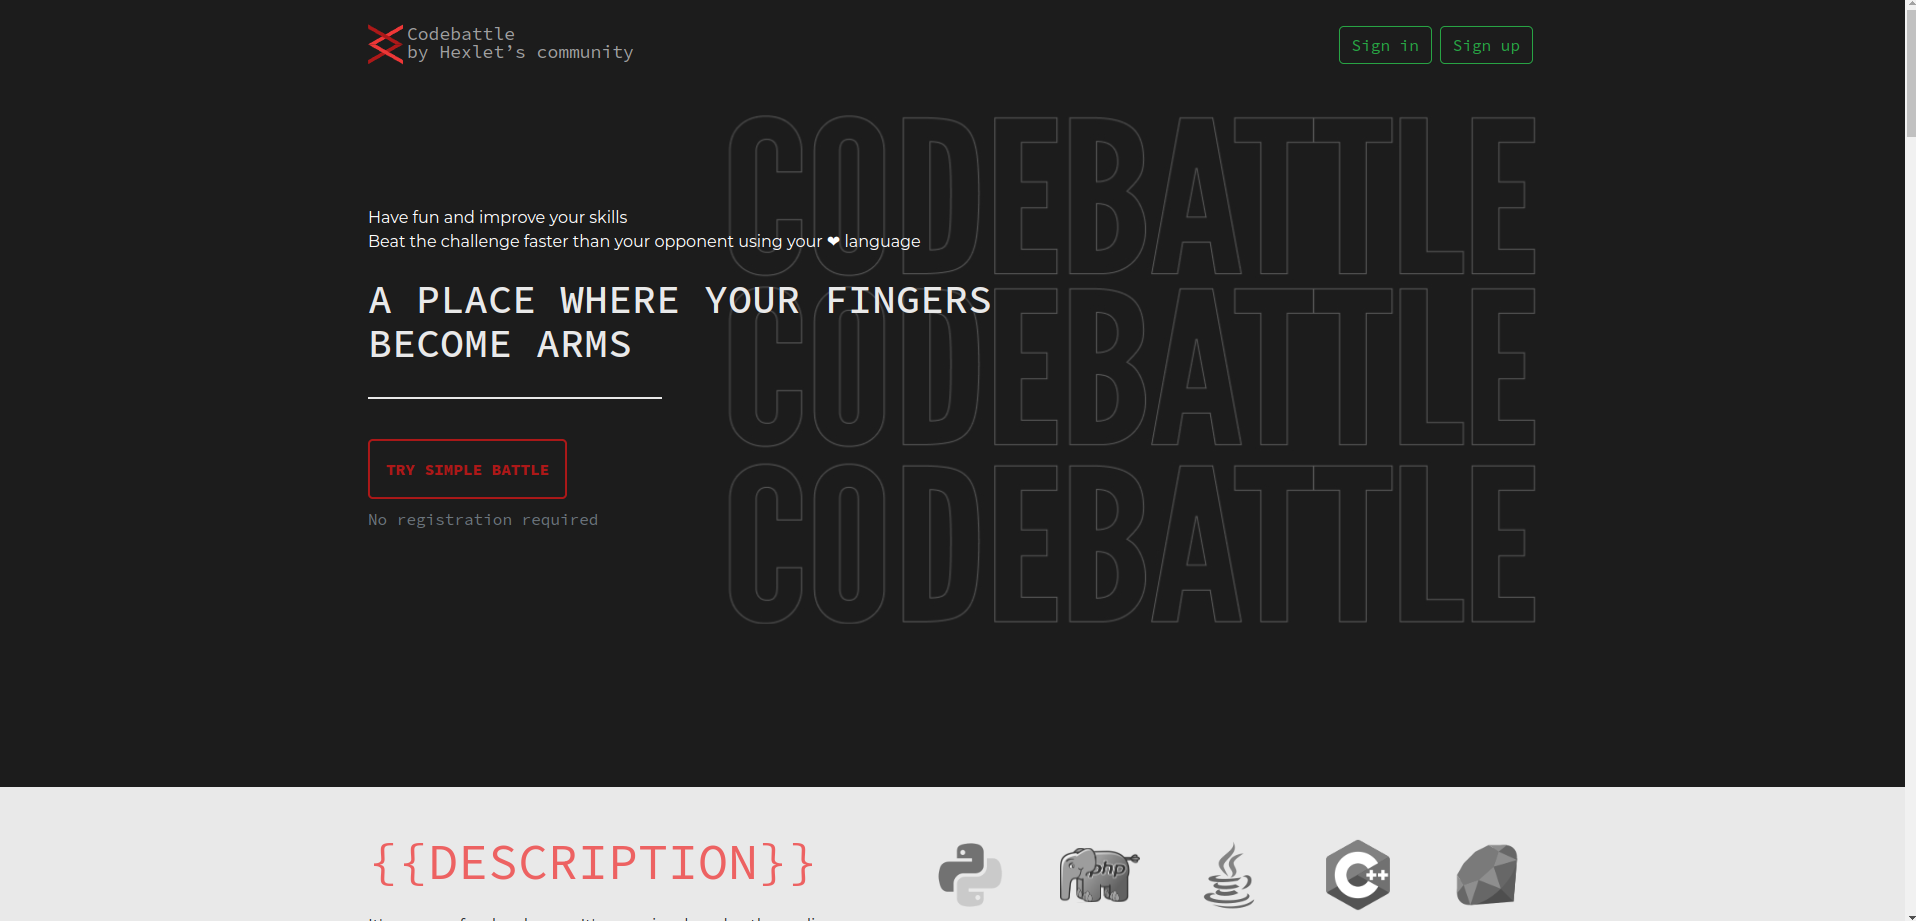 Codebattle
by Hexlet’s community
Sign in
Sign up
CODEBATTLE
CODEBATTLE
CODEBATTLE
Have fun and improve your skills
Beat the challenge faster than your opponent using your ❤ language
A PLACE WHERE YOUR FINGERS
BECOME ARMS
TRY SIMPLE BATTLE
No registration required
{{DESCRIPTION}}
php
C++